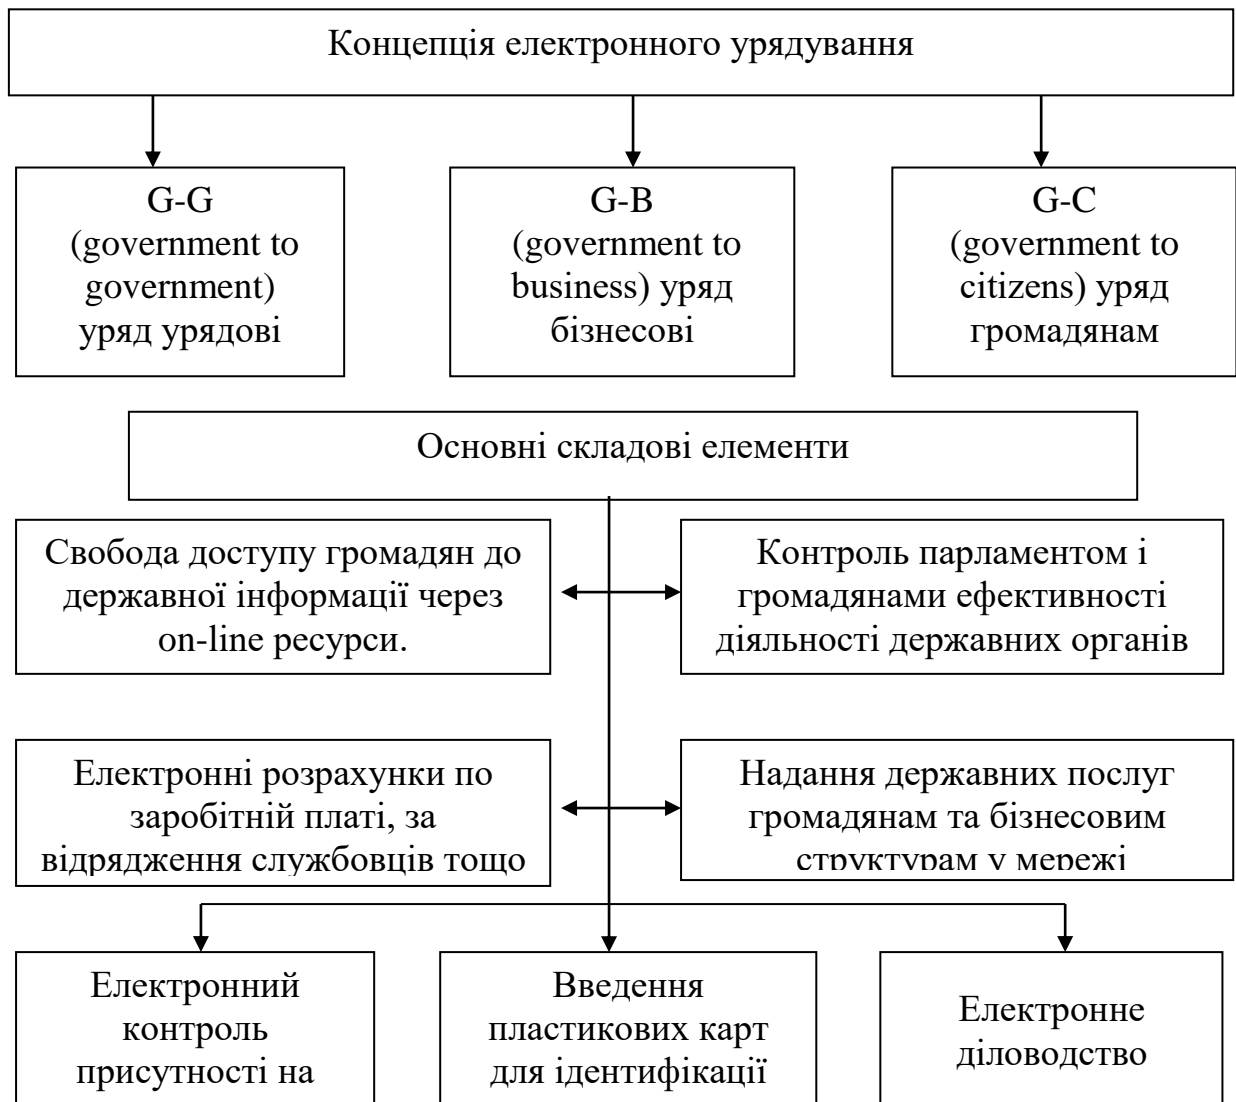 Концепція електронного урядування
G-G
(government to
government)
уряд урядові
G-B
(government to
business) уряд
бізнесові
G-C
(government to
citizens) уряд
громадянам
Основні складові елементи
Свобода доступу громадян до
державної інформації через
on-line ресурси.
Контроль парламентом і
громадянами ефективності
діяльності державних органів
Електронні розрахунки по
заробітній платі, за
відрядження службовців тощо
Надання державних послуг
громадянам та бізнесовим
структурам у мережі
Електронний
контроль
присутності на
Введення
пластикових карт
для ідентифікації
Електронне
діловодство